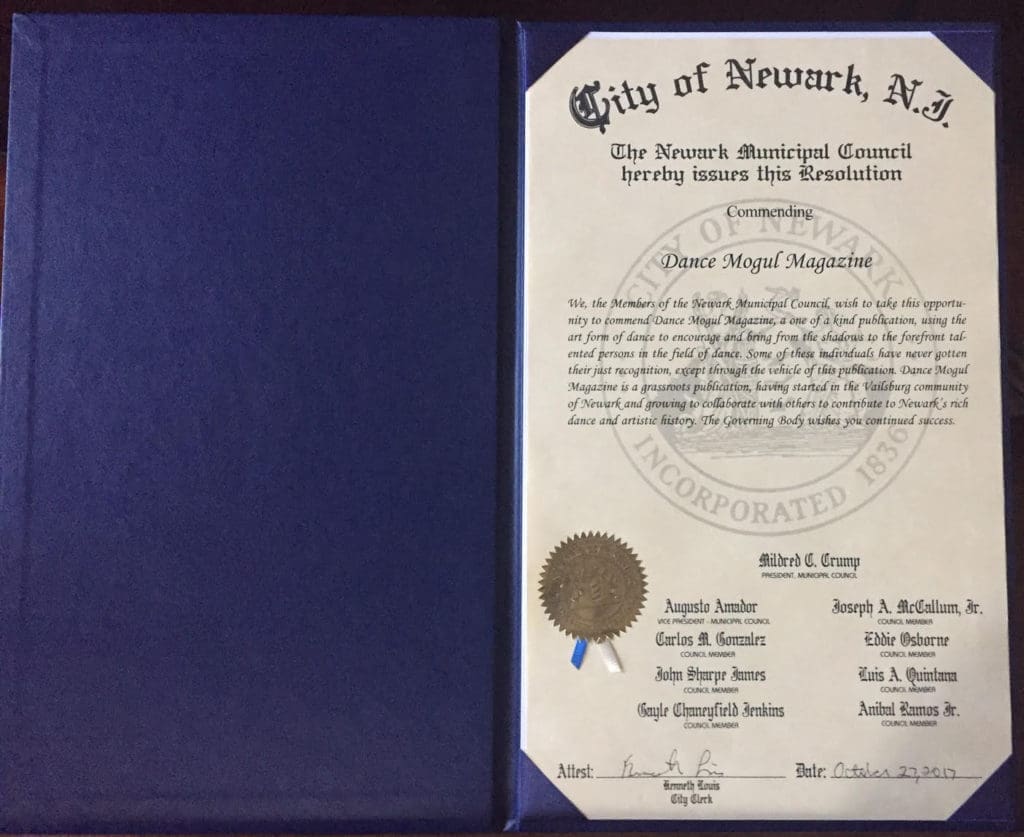 City of Newark, N.J.
The Newark Municipal Council
hereby issues this Resolution
Commending
Dance Mogul Magazine
We, the Members of the Newark Municipal Council, wish to take this opportu-
nity to commend Dance Mogul Magazine, a one of a kind publication, using the
art form of dance to encourage and bring from the shadows to the forefront tal-
ented persons in the field of dance. Some of these individuals have never gotten
their just recognition, except through the vehicle of this publication. Dance Mogul
Magazine is a grassroots publication, having started in the Vailsburg community
of Newark and growing to collaborate with others to contribute to Newark's rich
dance and artistic history. The Governing Body wishes you continued success.
CITY OF NEWARK
INCORPORATED 1836
Mildred C. Crump
PRESIDENT, MUNICIPAL COUNCIL
Augusto Amador
VICE PRESIDENT - MUNICIPAL COUNCIL
Joseph A. McCallum, Jr.
COUNCIL MEMBER
Carlos M. Gonzalez
COUNCIL MEMBER
Eddie Osborne
COUNCIL MEMBER
John Sharpe James
COUNCIL MEMBER
Luis A. Quintana
COUNCIL MEMBER
Gayle Chaneyfield Jenkins
COUNCIL MEMBER
Anibal Ramos Jr.
COUNCIL MEMBER
Attest: Date: October 27, 2017
Kenneth Louis
City Clerk